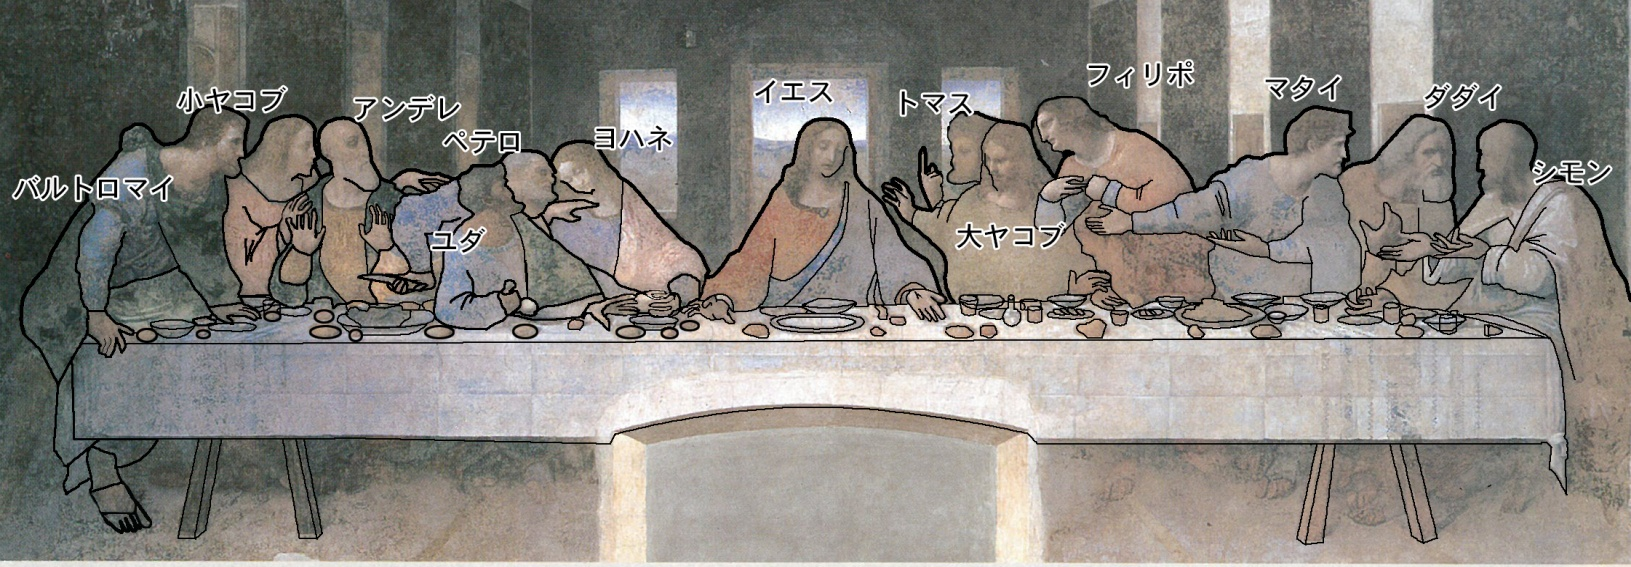 バルトロマイ
小ヤコブ
アンデレ
ペテロ
ユダ
ヨハネ
イエス
トマス
大ヤコブ
フィリポ
マタイ
ダダイ
シモン